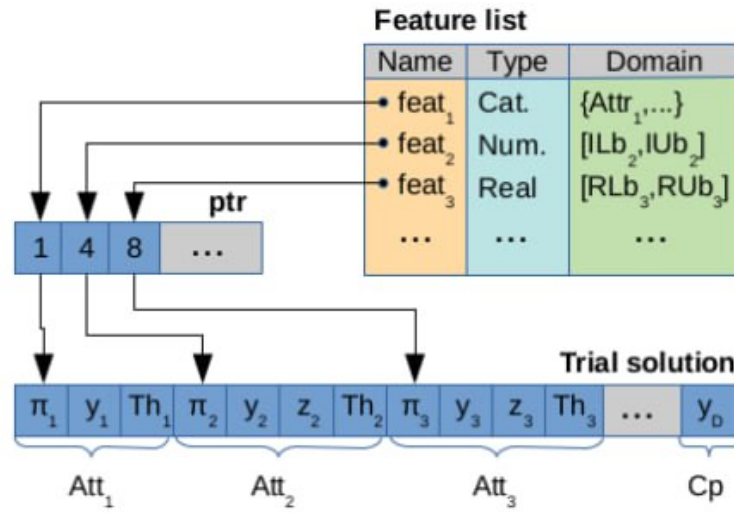 Feature list
Name Type Domain
feat₁ Cat. {Attr₁,...}
feat₂ Num. [ILb₂,IUb₂]
feat₃ Real [RLb₃,RUb₃]
... ... ...
ptr
1 4 8 ...
Trial solution
π₁ y₁ Th₁ π₂ y₂ z₂ Th₂ π₃ y₃ z₃ Th₃ ... y_D
Att₁ Att₂ Att₃ Cp